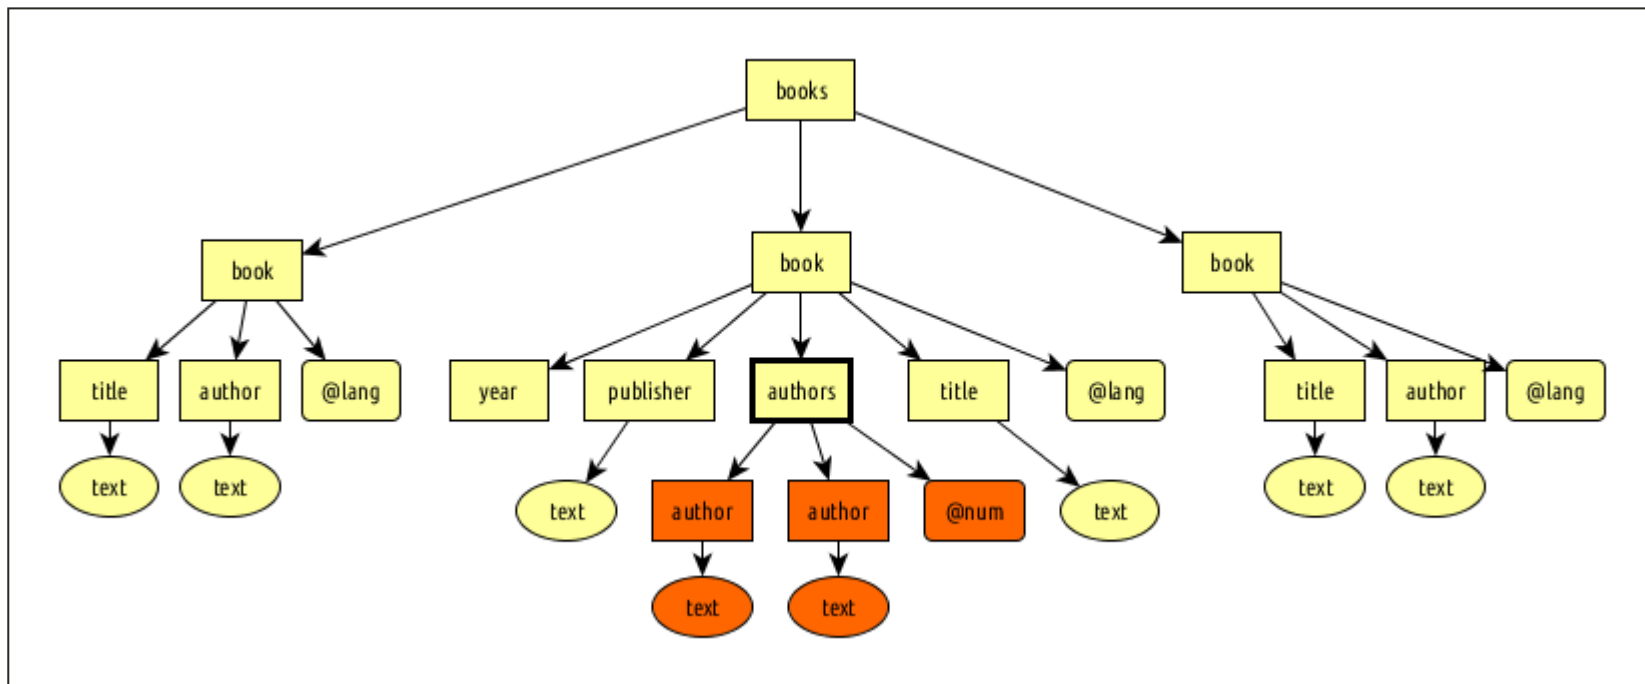 books
book
book
book
title
author
@lang
year
publisher
authors
title
@lang
title
author
@lang
text
text
text
author
author
@num
text
text
text
text
text